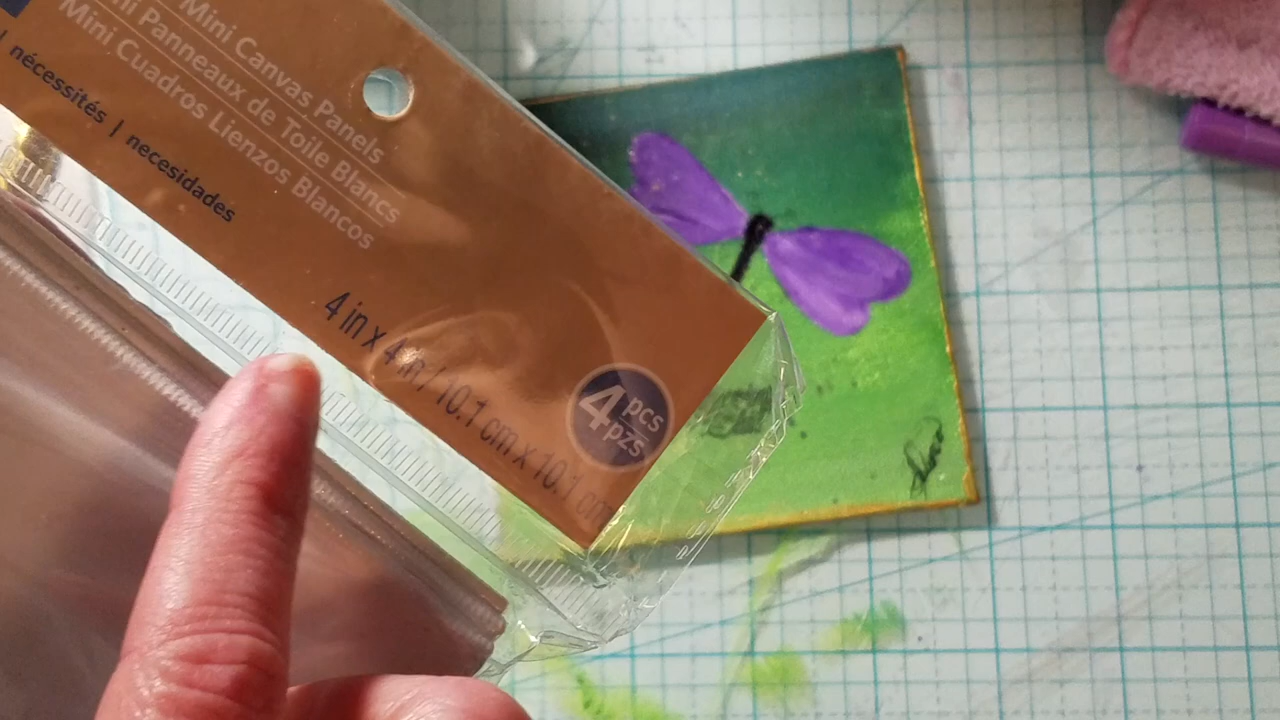 Mini Canvas Panels
Mini Panneaux de Toile Blancs
Mini Cuadros Lienzos Blancos
| nécessités | necesidades
4 in x 4 in / 10.1 cm x 10.1 cm
4 pcs
pzs